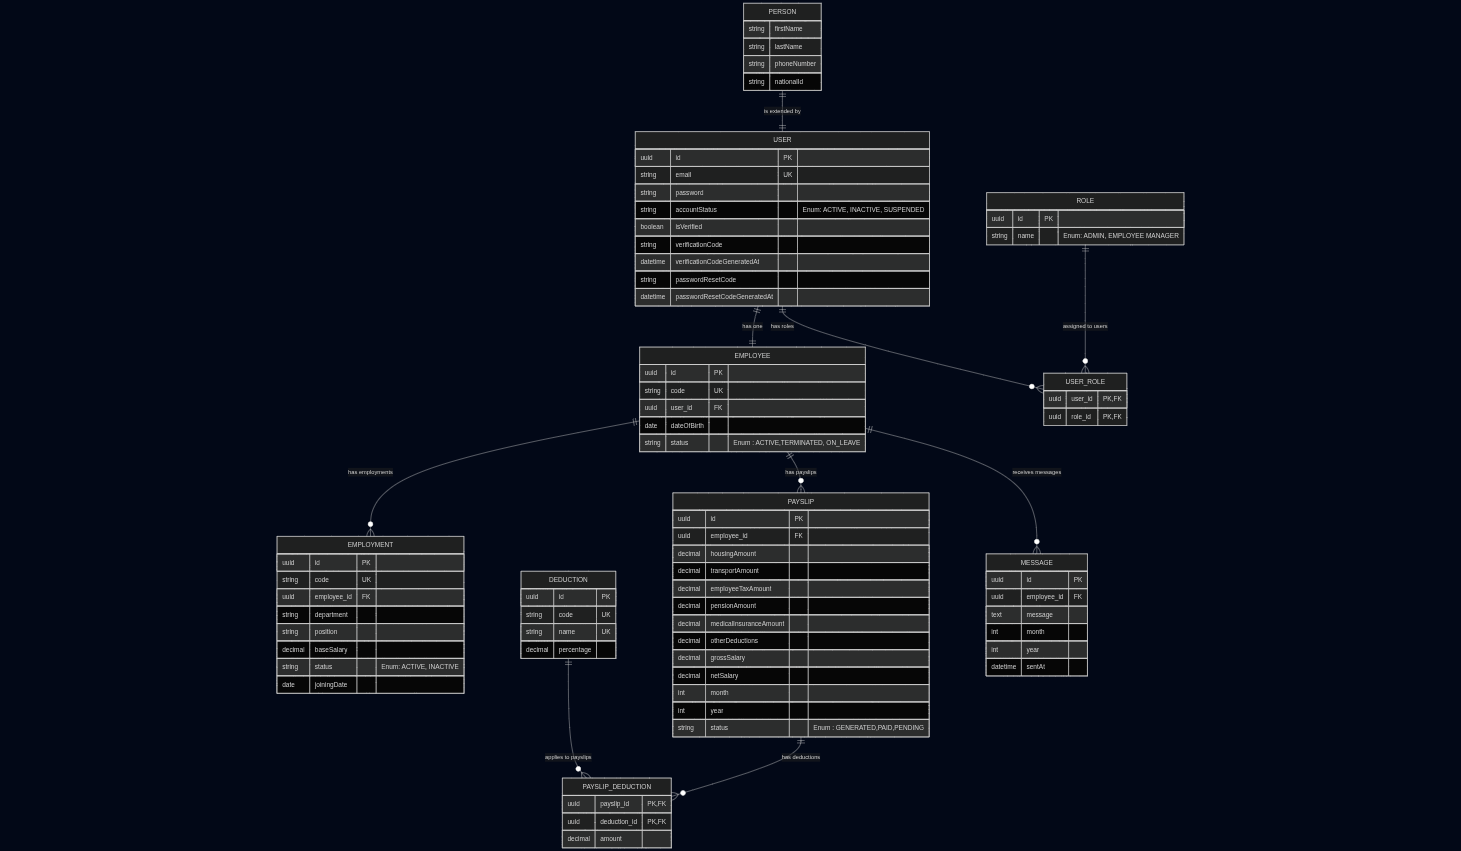 PERSON
string firstName
string lastName
string phoneNumber
string nationalId
is extended by
USER
uuid id PK
string email UK
string password
string accountStatus Enum: ACTIVE, INACTIVE, SUSPENDED
boolean isVerified
string verificationCode
datetime verificationCodeGeneratedAt
string passwordResetCode
datetime passwordResetCodeGeneratedAt
ROLE
uuid id PK
string name Enum: ADMIN, EMPLOYEE MANAGER
has one
has roles
assigned to users
EMPLOYEE
uuid id PK
string code UK
uuid user_id FK
date dateOfBirth
string status Enum : ACTIVE,TERMINATED, ON_LEAVE
USER_ROLE
uuid user_id PK,FK
uuid role_id PK,FK
has employments
has payslips
receives messages
EMPLOYMENT
uuid id PK
string code UK
uuid employee_id FK
string department
string position
decimal baseSalary
string status Enum: ACTIVE, INACTIVE
date joiningDate
DEDUCTION
uuid id PK
string code UK
string name UK
decimal percentage
PAYSLIP
uuid id PK
uuid employee_id FK
decimal housingAmount
decimal transportAmount
decimal employeeTaxAmount
decimal pensionAmount
decimal medicalInsuranceAmount
decimal otherDeductions
decimal grossSalary
decimal netSalary
int month
int year
string status Enum : GENERATED,PAID,PENDING
MESSAGE
uuid id PK
uuid employee_id FK
text message
int month
int year
datetime sentAt
applies to payslips
has deductions
PAYSLIP_DEDUCTION
uuid payslip_id PK,FK
uuid deduction_id PK,FK
decimal amount